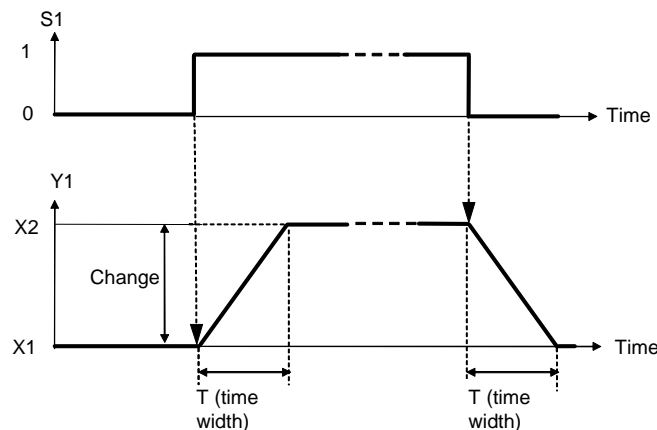 S1
1
0
Time
Y1
X2
Change
X1
Time
T (time
width)
T (time
width)